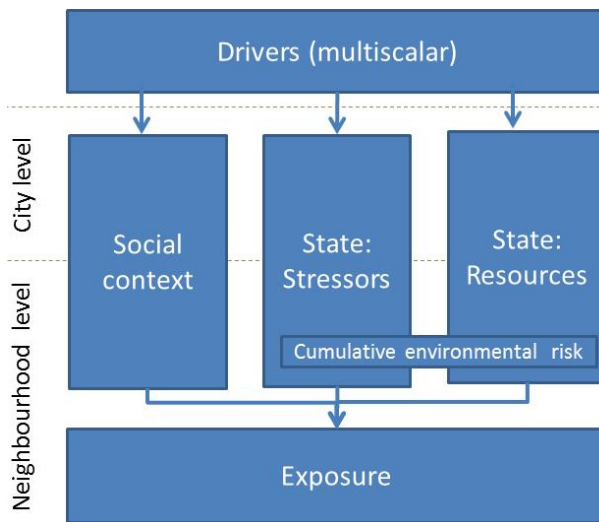 Drivers (multiscalar)
City level
Social
context
State:
Stressors
State:
Resources
Cumulative environmental risk
Neighbourhood level
Exposure